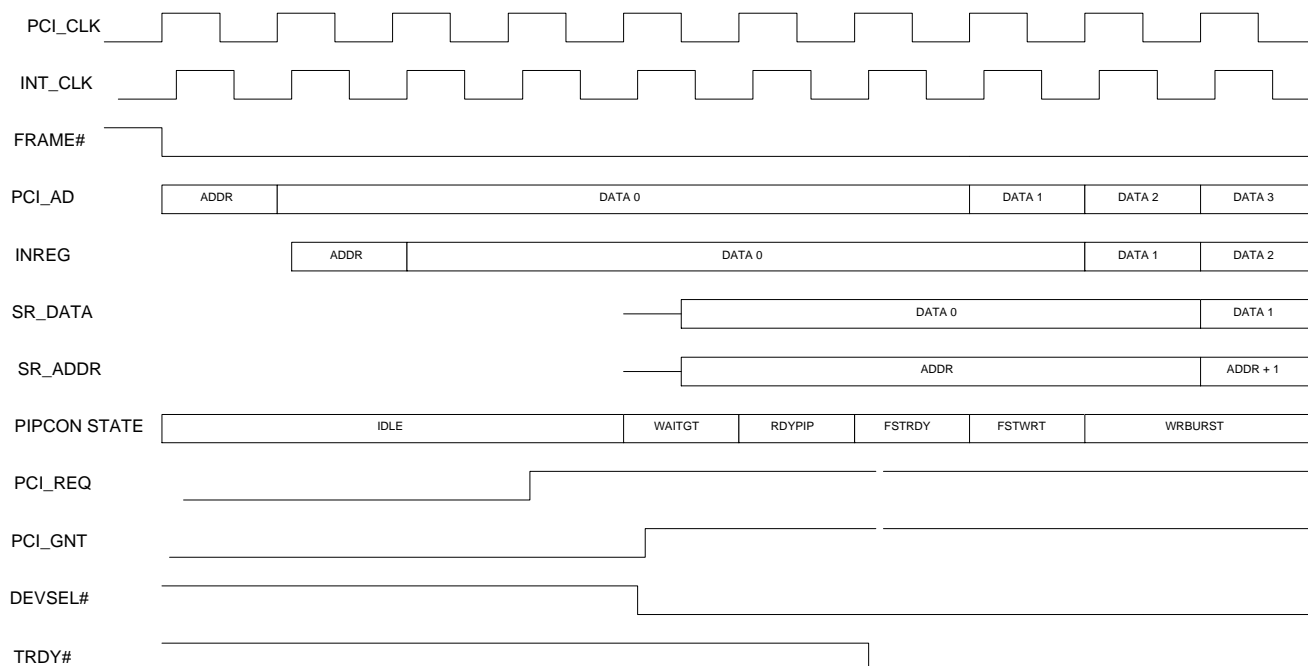 PCI_CLK
INT_CLK
FRAME#
PCI_AD ADDR DATA 0 DATA 1 DATA 2 DATA 3
INREG ADDR DATA 0 DATA 1 DATA 2
SR_DATA DATA 0 DATA 1
SR_ADDR ADDR ADDR + 1
PIPCON STATE IDLE WAITGT RDYPIP FSTRDY FSTWRT WRBURST
PCI_REQ
PCI_GNT
DEVSEL#
TRDY#